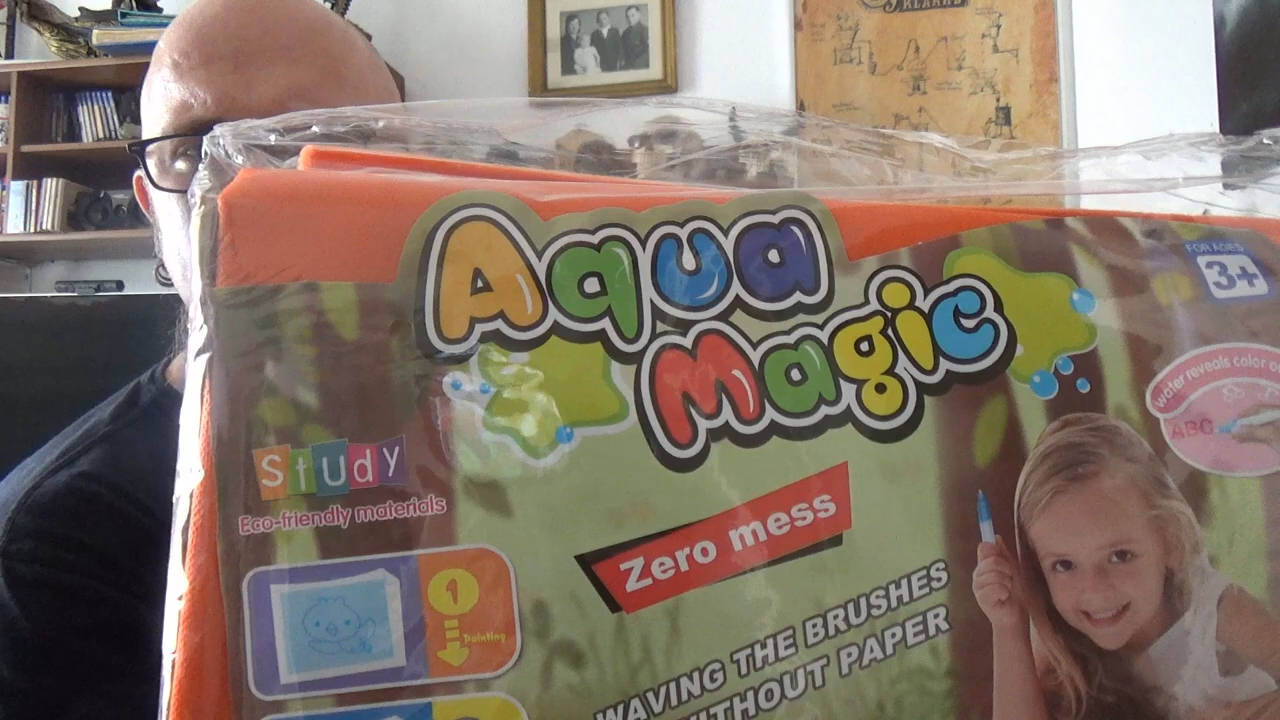 Aqua
Magic
FOR AGES
3+
water reveals color
ABC
Study
Eco-friendly materials
Zero mess
1
Painting
WAVING THE BRUSHES
WITHOUT PAPER